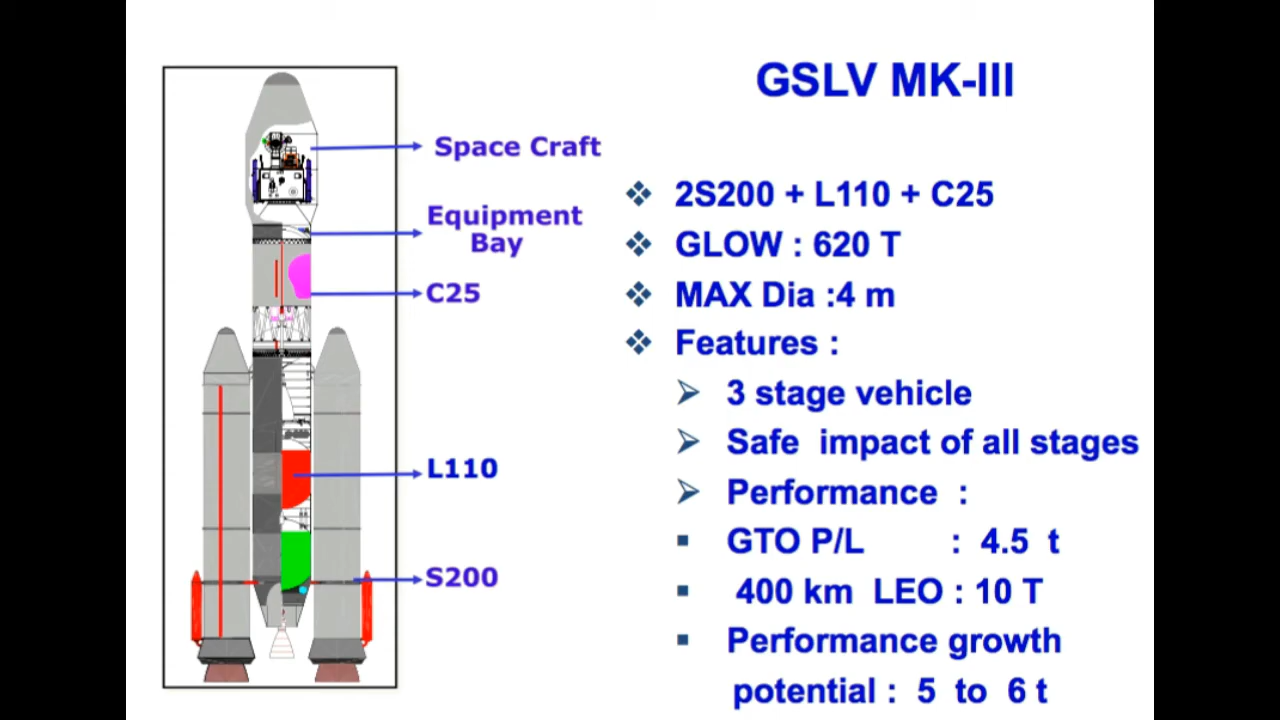 GSLV MK-III
Space Craft
Equipment
Bay
C25
L110
S200
2S200 + L110 + C25
GLOW : 620 T
MAX Dia :4 m
Features :
3 stage vehicle
Safe impact of all stages
Performance :
GTO P/L : 4.5 t
400 km LEO : 10 T
Performance growth
potential : 5 to 6 t